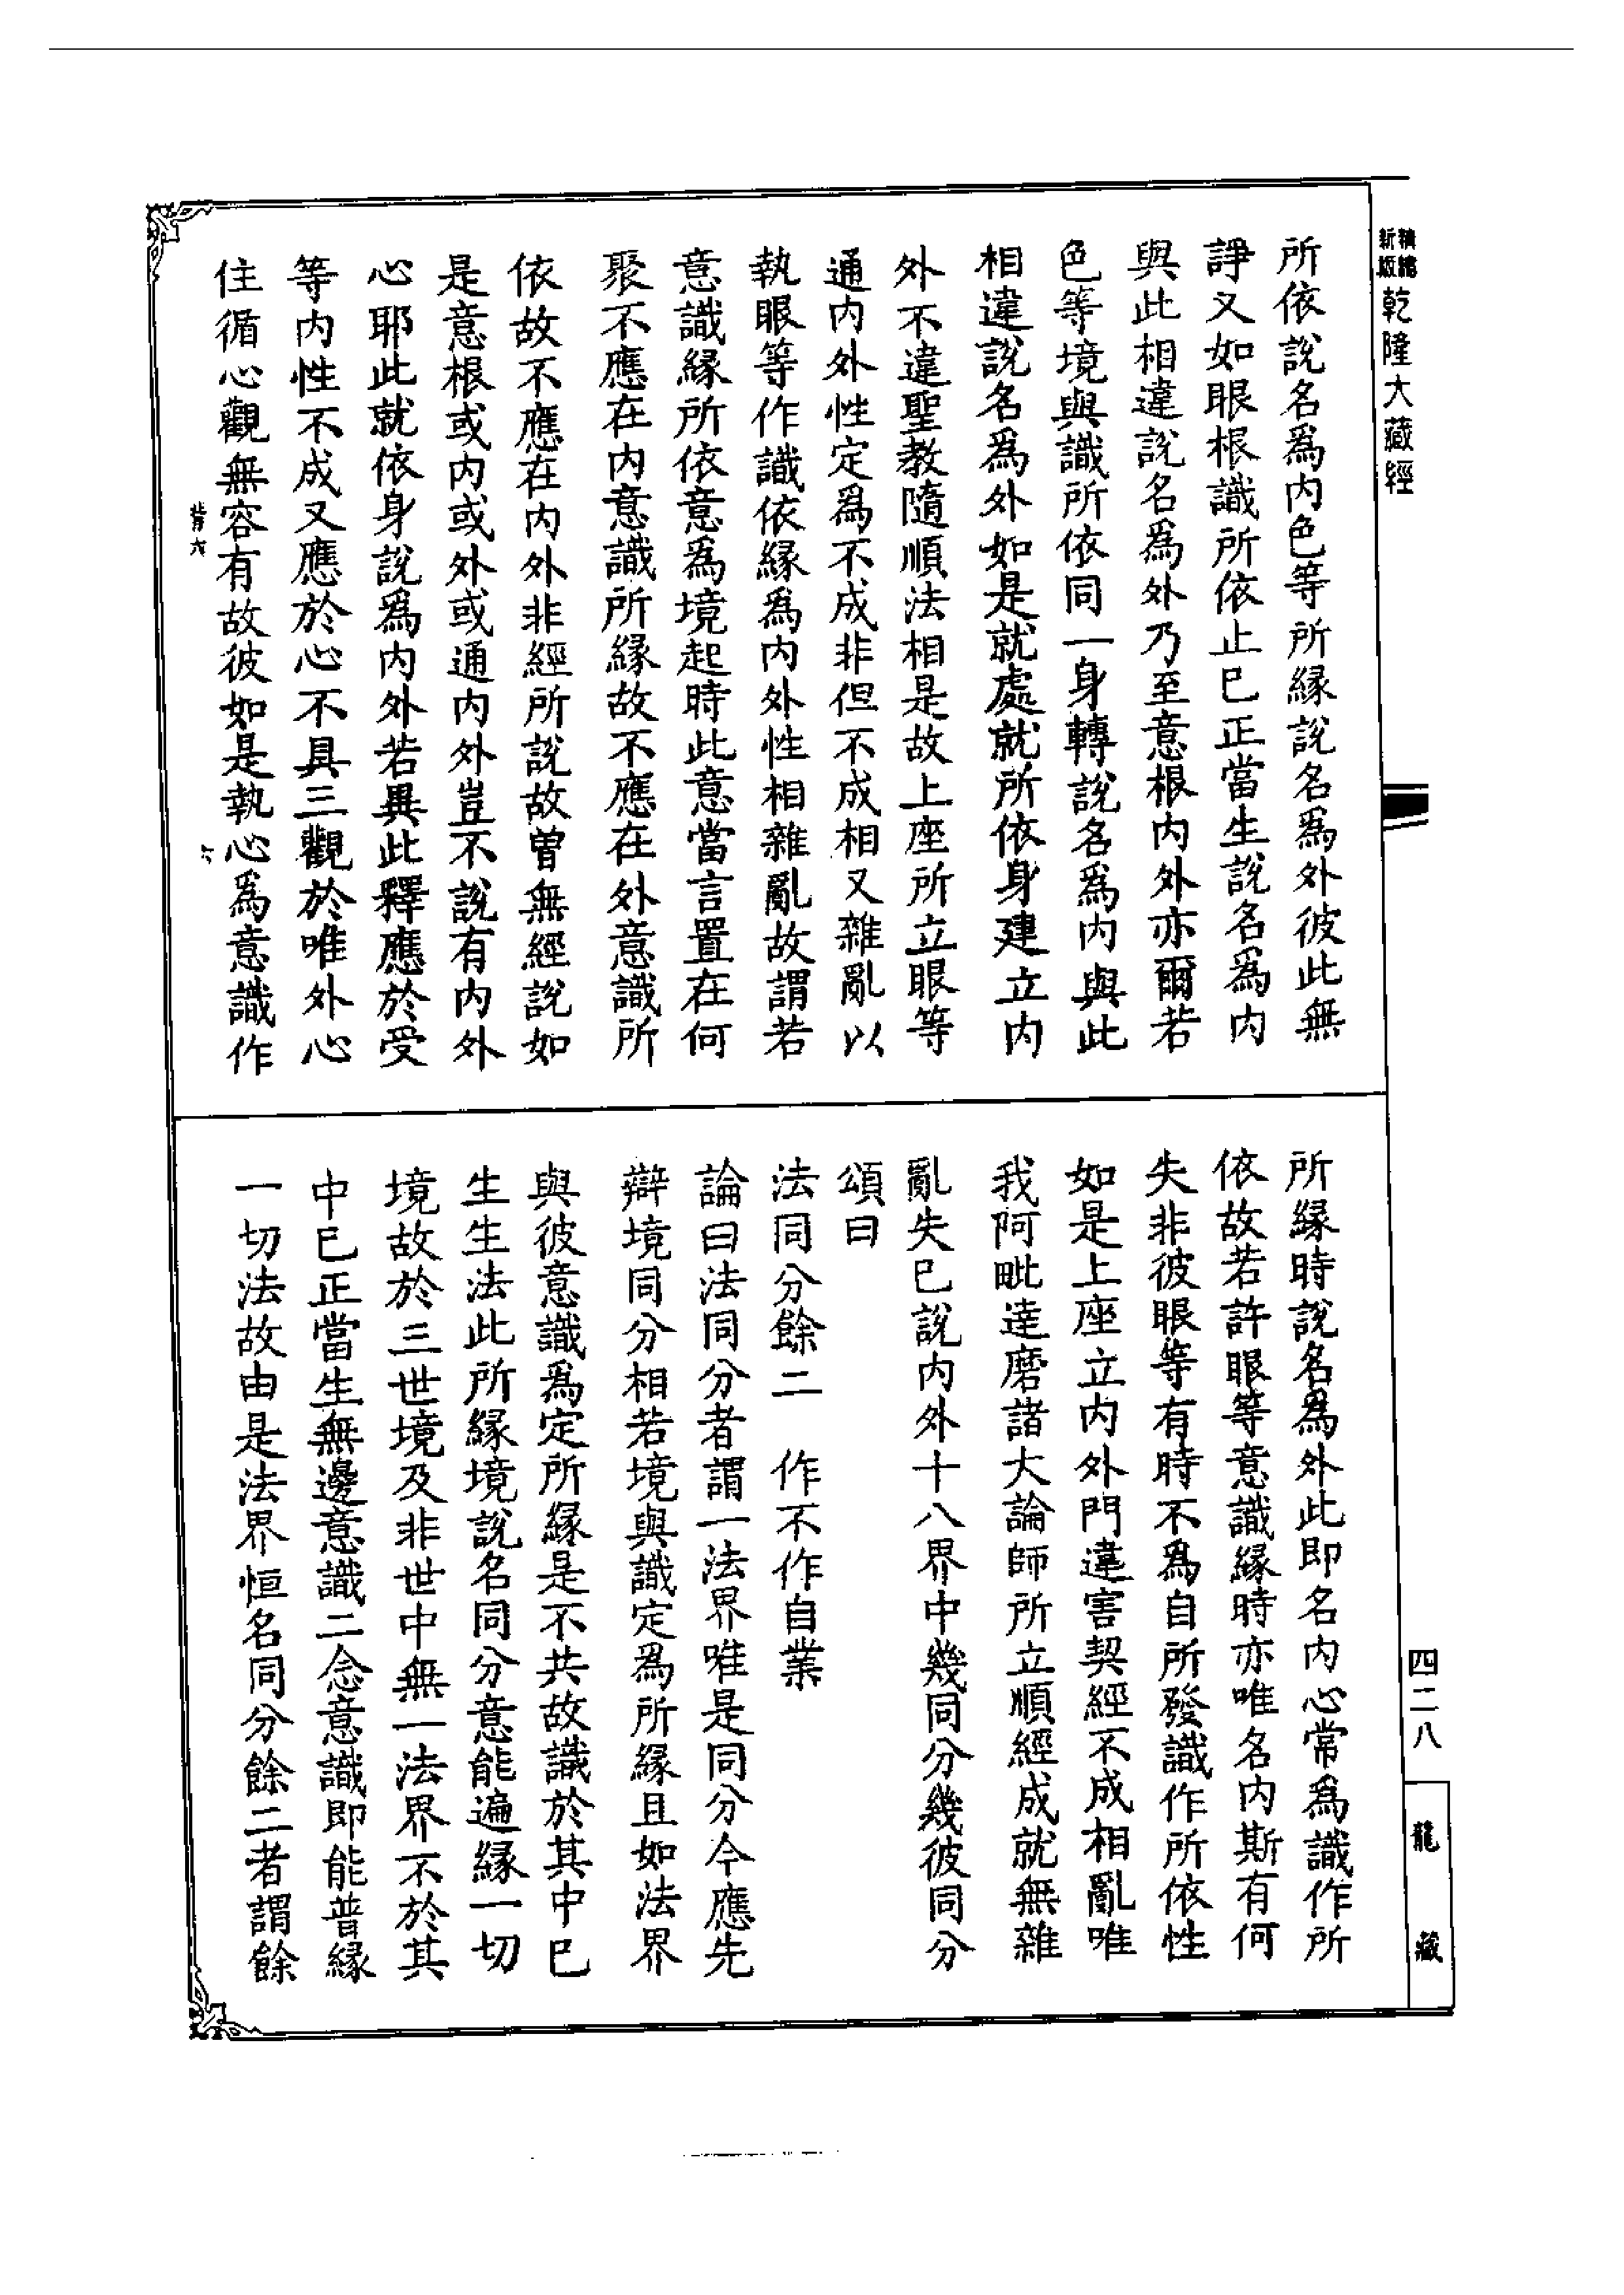 新版精縮乾隆大藏經
所依說名爲內色等所緣說名爲外彼此無
諍又如眼根識所依止已正當生說名爲內
與此相違說名爲外乃至意根內外亦爾若
色等境與識所依同一身轉說名爲內與此
相違說名爲外如是就處就所依身建立內
外不違聖教隨順法相是故上座所立眼等
通內外性定爲不成非但不成相又雜亂以
執眼等作識依緣爲內外性相雜亂故謂若
意識緣所依意爲境起時此意當言置在何
聚不應在內意識所緣故不應在外意識所
依故不應在內外非經所說故曾無經說如
是意根或內或外或通內外豈不說有內外
心耶此就依身說爲內外若異此釋應於受
等內性不成又應於心不具三觀於唯外心
住循心觀無容有故彼如是執心爲意識作
六
所緣時說名爲外此即名內心常爲識作所
依故若許眼等意識緣時亦唯名內斯有何
失非彼眼等有時不爲自所發識作所依性
如是上座立內外門違害契經不成相亂唯
我阿毗達磨諸大論師所立順經成就無雜
亂失已說內外十八界中幾同分幾彼同分
頌曰
法同分餘二　作不作自業
論曰法同分者謂一法界唯是同分今應先
辯境同分相若境與識定爲所緣且如法界
與彼意識爲定所緣是不共故識於其中已
生生法此所緣境說名同分意能遍緣一切
境故於三世境及非世中無一法界不於其
中已正當生無邊意識二念意識即能普緣
一切法故由是法界恒名同分餘二者謂餘
四二八
龍藏